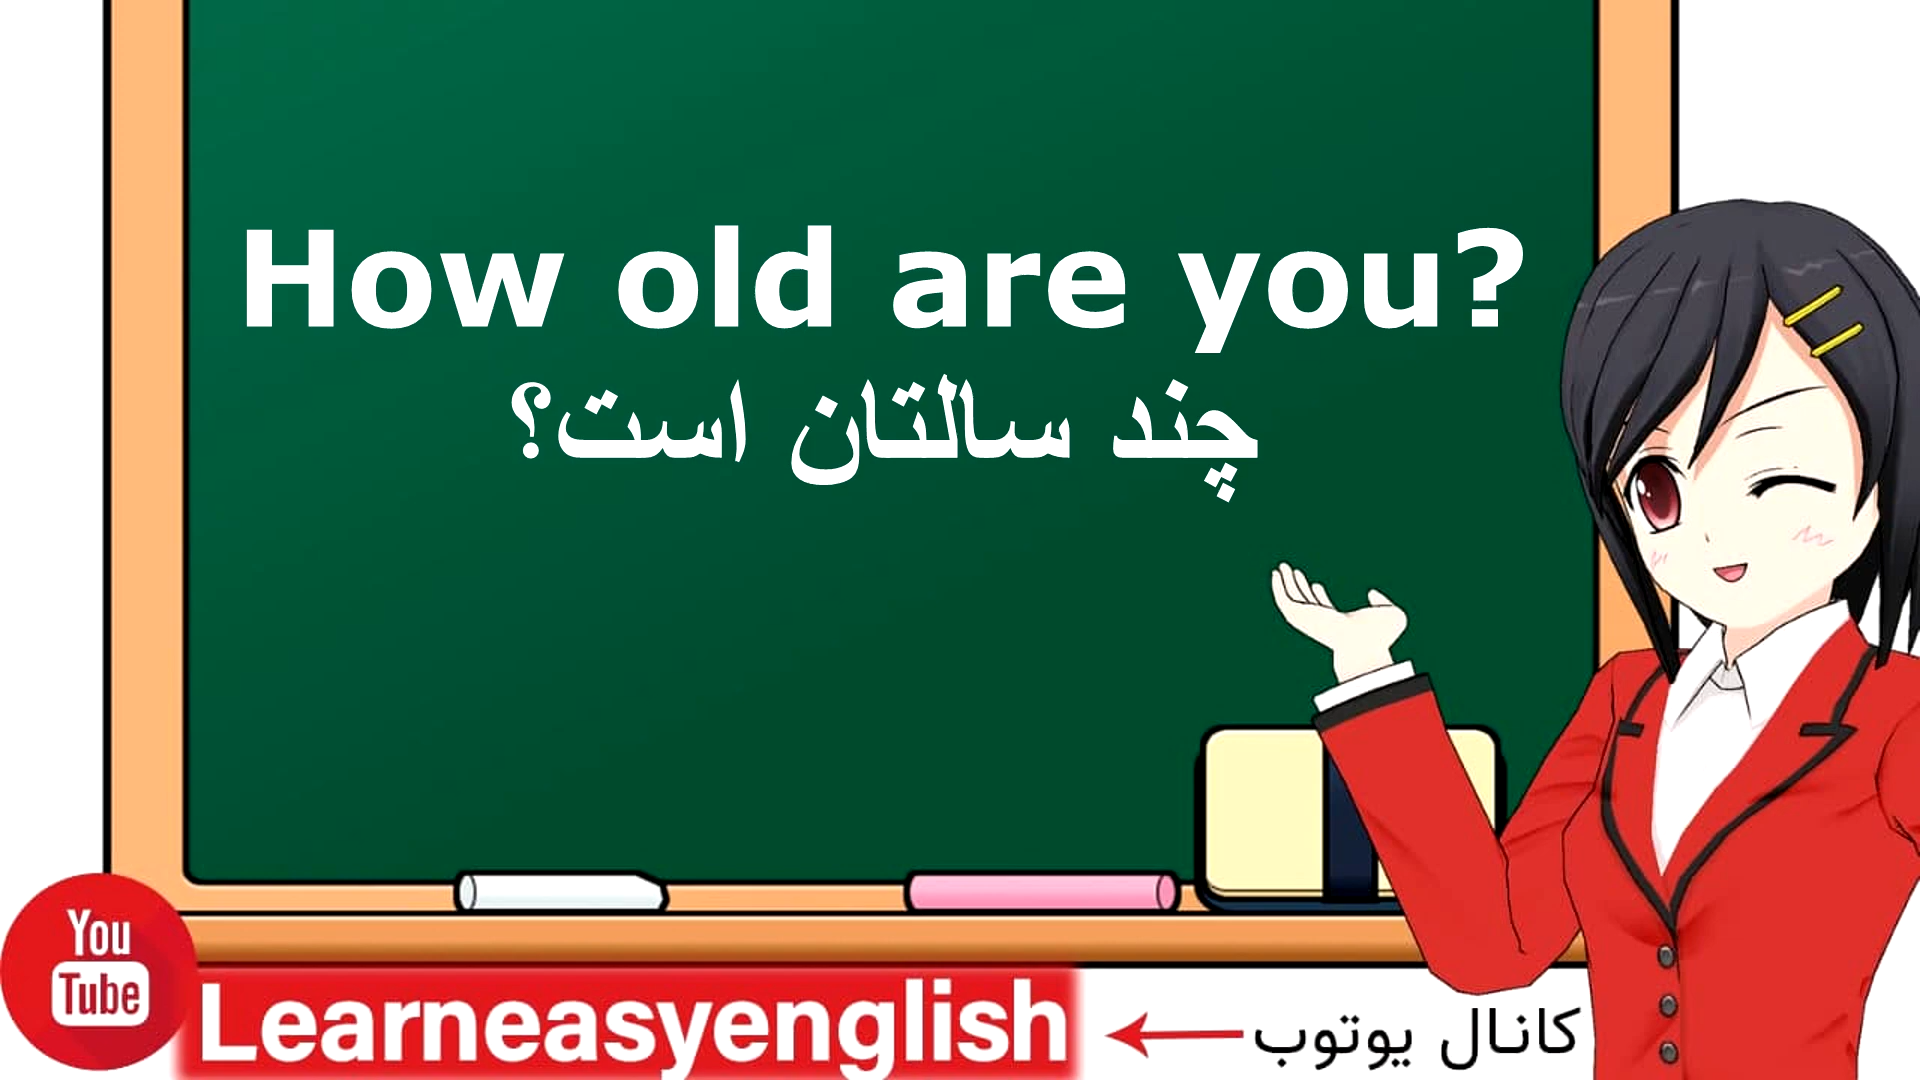 How old are you?
چند سالتان است؟
You
Tube
Learneasyenglish
کانال یوتوب